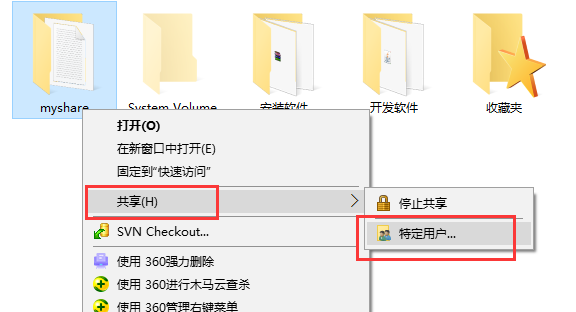 myshare
System Volume
安装软件
开发软件
收藏夹
打开(O)
在新窗口中打开(E)
固定到"快速访问"
共享(H)
停止共享
特定用户...
SVN Checkout...
使用 360强力删除
使用 360进行木马云查杀
使用 360管理右键菜单